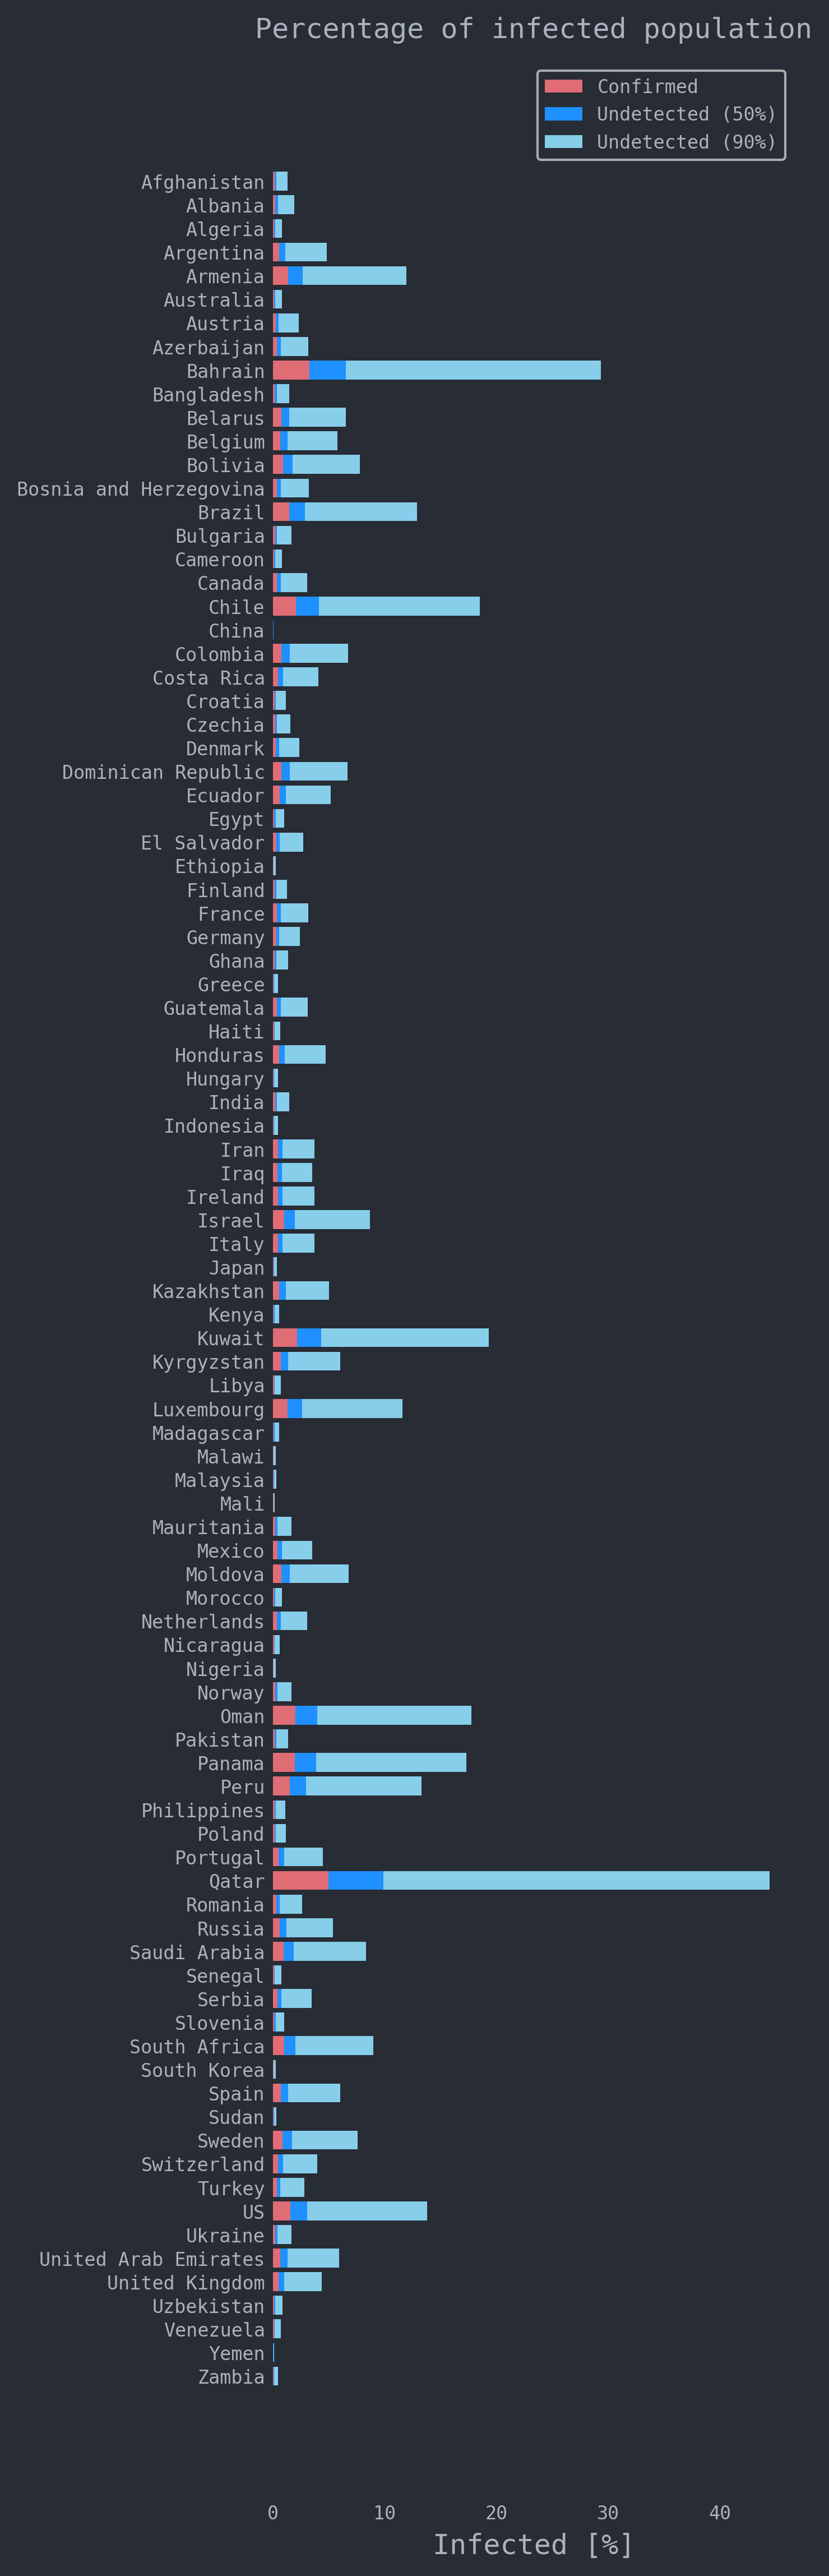 Percentage of infected population
Confirmed
Undetected (50%)
Undetected (90%)
Afghanistan
Albania
Algeria
Argentina
Armenia
Australia
Austria
Azerbaijan
Bahrain
Bangladesh
Belarus
Belgium
Bolivia
Bosnia and Herzegovina
Brazil
Bulgaria
Cameroon
Canada
Chile
China
Colombia
Costa Rica
Croatia
Czechia
Denmark
Dominican Republic
Ecuador
Egypt
El Salvador
Ethiopia
Finland
France
Germany
Ghana
Greece
Guatemala
Haiti
Honduras
Hungary
India
Indonesia
Iran
Iraq
Ireland
Israel
Italy
Japan
Kazakhstan
Kenya
Kuwait
Kyrgyzstan
Libya
Luxembourg
Madagascar
Malawi
Malaysia
Mali
Mauritania
Mexico
Moldova
Morocco
Netherlands
Nicaragua
Nigeria
Norway
Oman
Pakistan
Panama
Peru
Philippines
Poland
Portugal
Qatar
Romania
Russia
Saudi Arabia
Senegal
Serbia
Slovenia
South Africa
South Korea
Spain
Sudan
Sweden
Switzerland
Turkey
US
Ukraine
United Arab Emirates
United Kingdom
Uzbekistan
Venezuela
Yemen
Zambia
0 10 20 30 40
Infected [%]